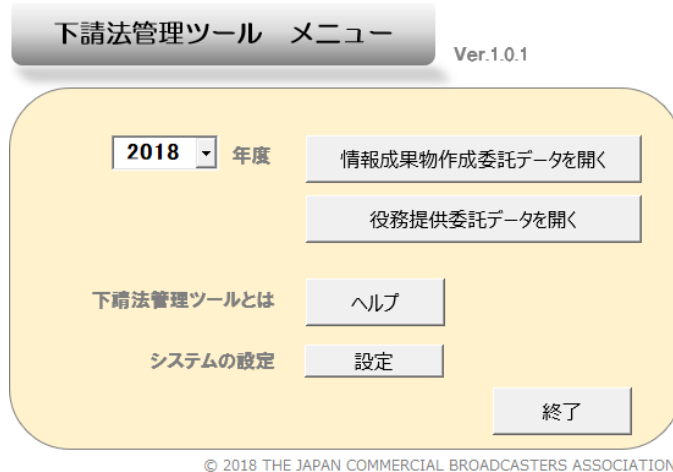 下請法管理ツール　メニュー
Ver.1.0.1
2018 年度 情報成果物作成委託データを開く
役務提供委託データを開く
下請法管理ツールとは ヘルプ
システムの設定 設定
終了
© 2018 THE JAPAN COMMERCIAL BROADCASTERS ASSOCIATION